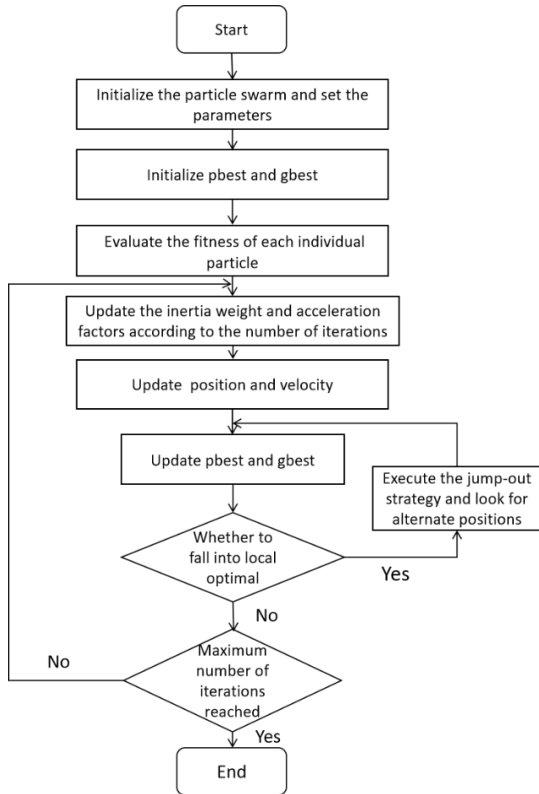 Start
Initialize the particle swarm and set the
parameters
Initialize pbest and gbest
Evaluate the fitness of each individual
particle
Update the inertia weight and acceleration
factors according to the number of iterations
Update position and velocity
Update pbest and gbest
Execute the jump-out
strategy and look for
alternate positions
Whether to
fall into local
optimal
Yes
No
Maximum
number of
iterations
reached
No
Yes
End